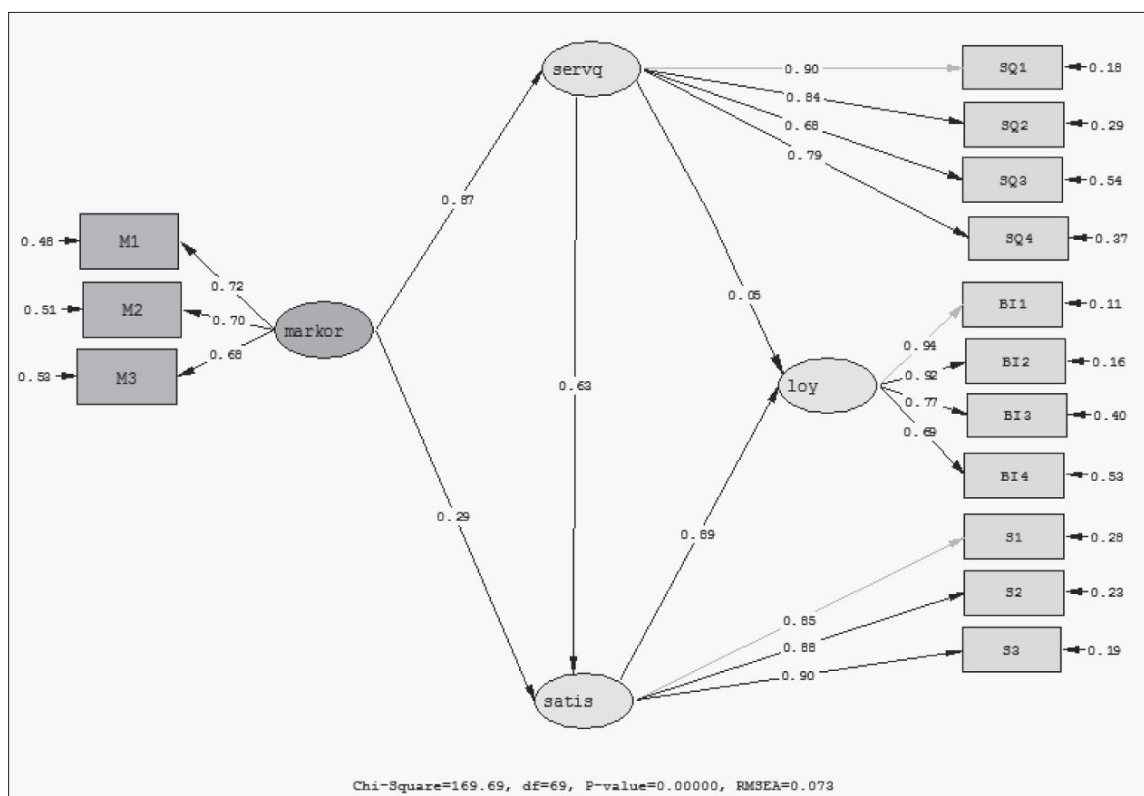 servq
0.90
SQ1
0.18
0.84
SQ2
0.29
0.68
SQ3
0.54
0.79
SQ4
0.37
0.87
0.48
M1
0.72
0.51
M2
0.70
markor
0.53
M3
0.68
0.05
0.63
loy
0.94
BI1
0.11
0.92
BI2
0.16
0.77
BI3
0.40
0.69
BI4
0.53
0.29
0.89
0.85
S1
0.28
0.88
S2
0.23
0.90
S3
0.19
satis
Chi-Square=169.69, df=69, P-value=0.00000, RMSEA=0.073